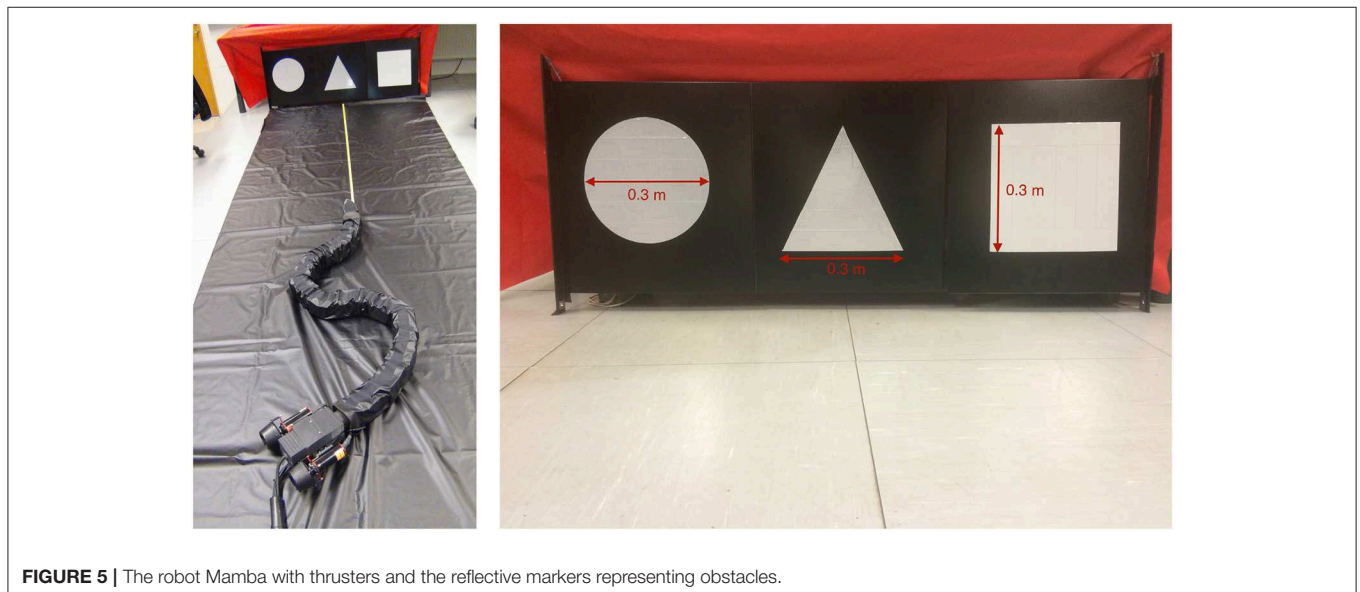 0.3 m
0.3 m
0.3 m
FIGURE 5 | The robot Mamba with thrusters and the reflective markers representing obstacles.